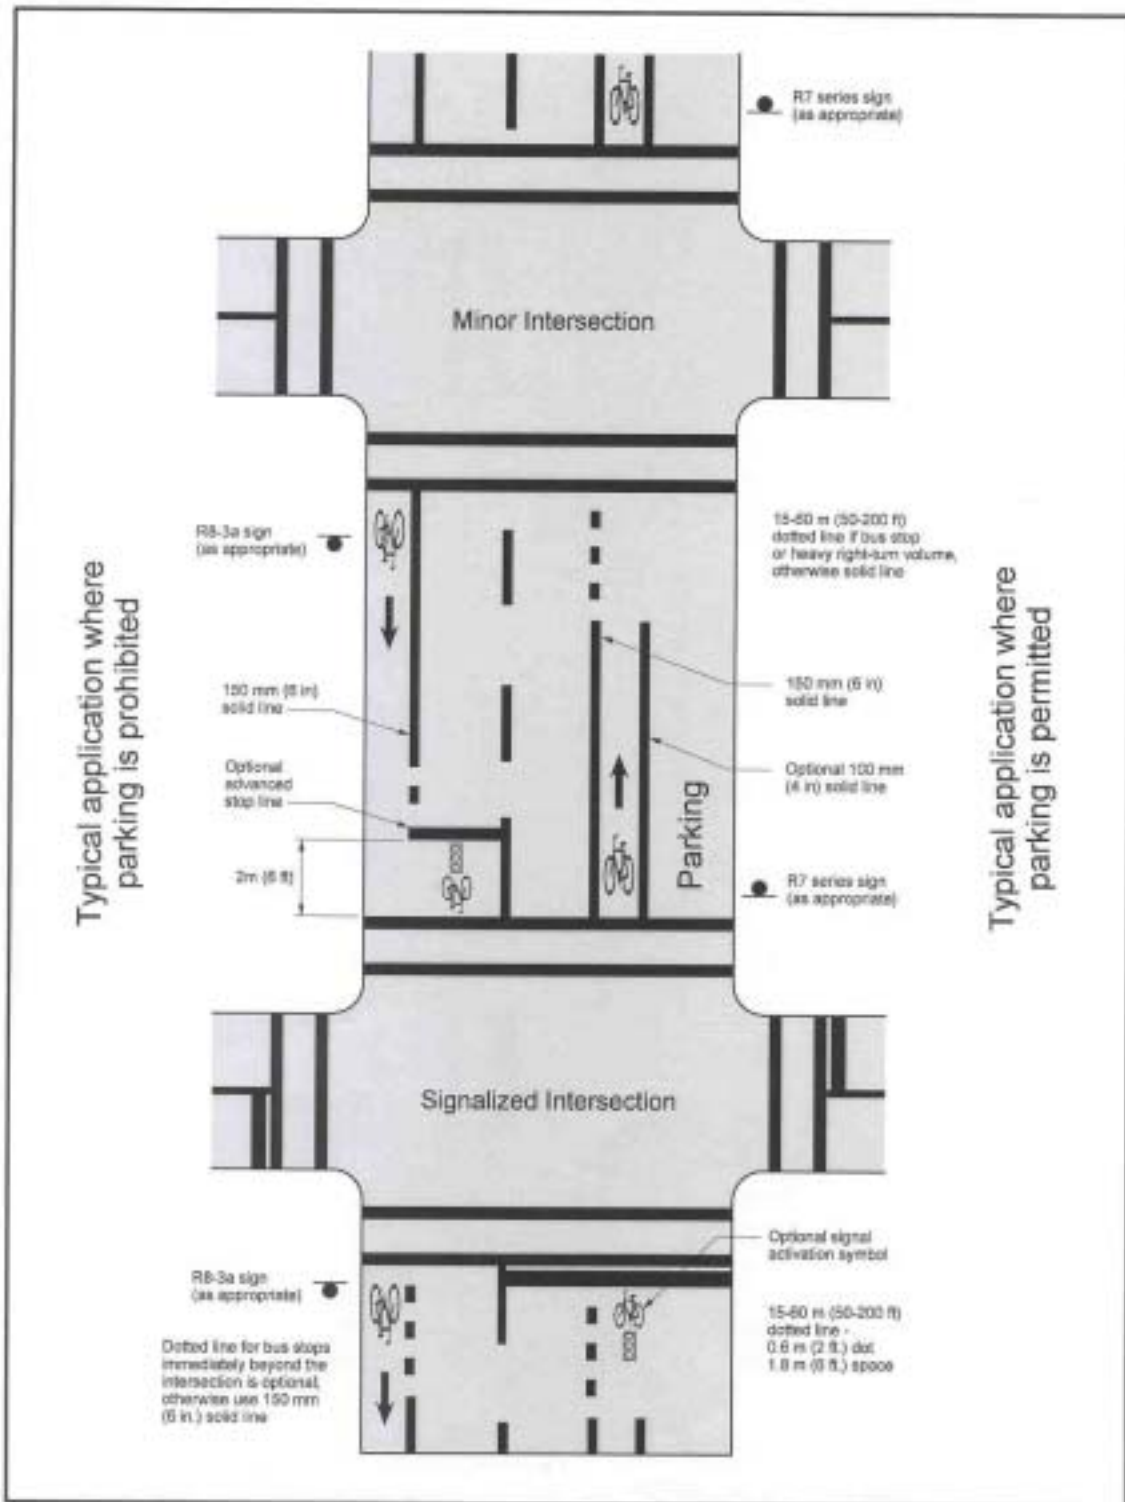 R7 series sign
(as appropriate)
Minor Intersection
R8-3a sign
(as appropriate)
15-60 m (50-200 ft)
dotted line if bus stop
or heavy right-turn volume,
otherwise solid line
Typical application where
parking is prohibited
Typical application where
parking is permitted
150 mm (6 in)
solid line
150 mm (6 in)
solid line
Optional
advanced
stop line
Optional 100 mm
(4 in) solid line
Parking
2m (6 ft)
R7 series sign
(as appropriate)
Signalized Intersection
Optional signal
activation symbol
R8-3a sign
(as appropriate)
15-60 m (50-200 ft)
dotted line -
0.6 m (2 ft.) dot
1.8 m (6 ft.) space
Dotted line for bus stops
immediately beyond the
intersection is optional,
otherwise use 150 mm
(6 in.) solid line